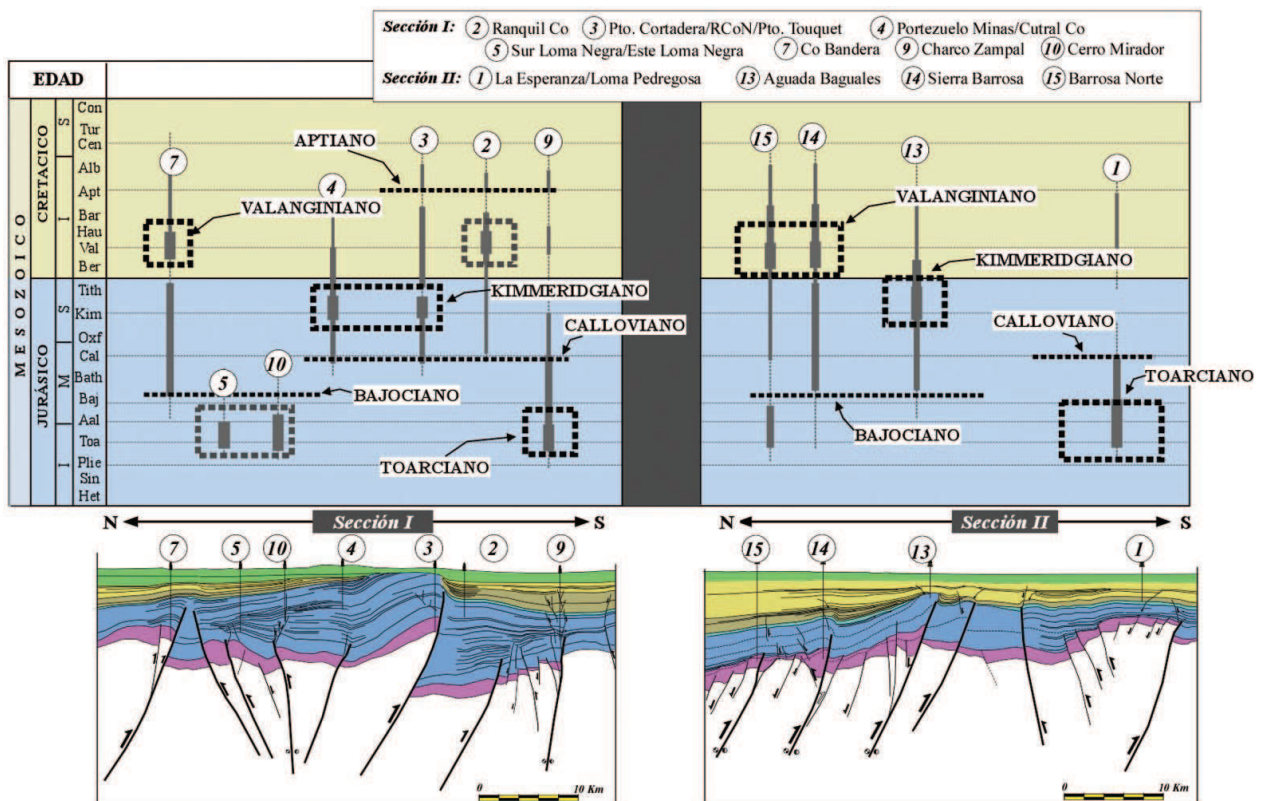 Sección I: 2 Ranquil Co 3 Pto. Cortadera/RCoN/Pto. Touquet 4 Portezuelo Minas/Cutral Co
5 Sur Loma Negra/Este Loma Negra 7 Co Bandera 9 Charco Zampal 10 Cerro Mirador
Sección II: 1 La Esperanza/Loma Pedregosa 13 Aguada Baguales 14 Sierra Barrosa 15 Barrosa Norte
EDAD
MESOZOICO
CRETACICO
JURÁSICO
S
I
S
M
I
Con
Tur
Cen
Alb
Apt
Bar
Hau
Val
Ber
Tith
Kim
Oxf
Cal
Bath
Baj
Aal
Toa
Plie
Sin
Het
7
5
10
4
3
2
9
APTIANO
VALANGINIANO
KIMMERIDGIANO
CALLOVIANO
BAJOCIANO
TOARCIANO
15
14
13
1
VALANGINIANO
KIMMERIDGIANO
CALLOVIANO
TOARCIANO
BAJOCIANO
N Sección I S
N Sección II S
7 5 10 4 3 2 9
15 14 13 1
10 Km
10 Km